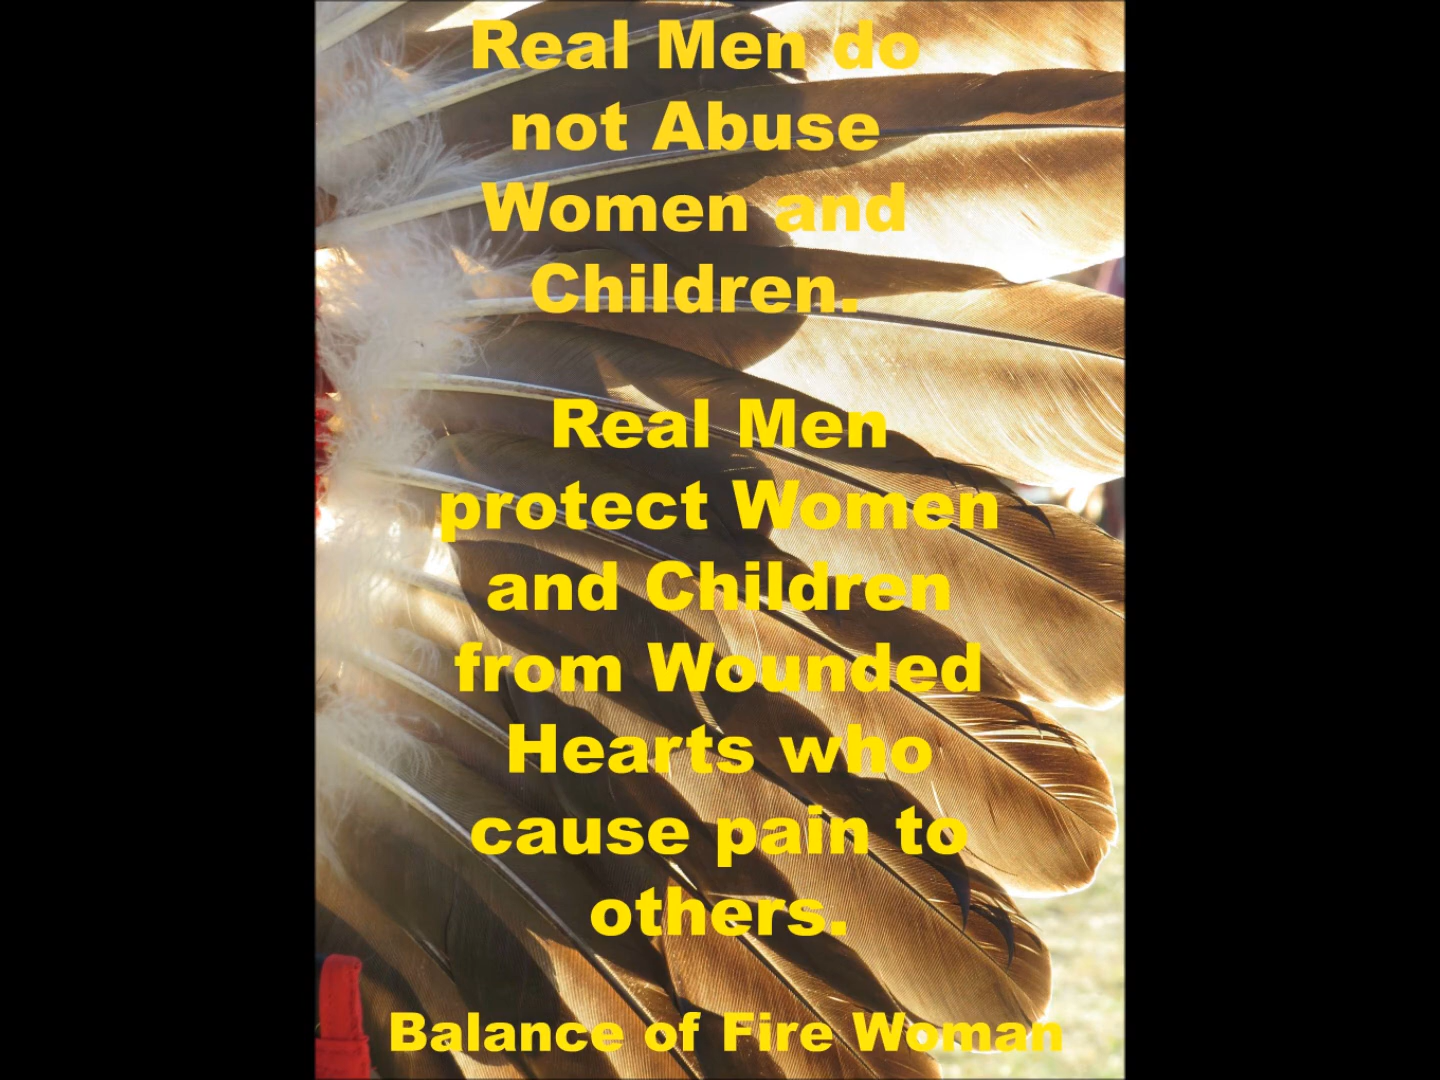 Real Men do
not Abuse
Women and
Children.
Real Men
protect Women
and Children
from Wounded
Hearts who
cause pain to
others.
Balance of Fire Woman